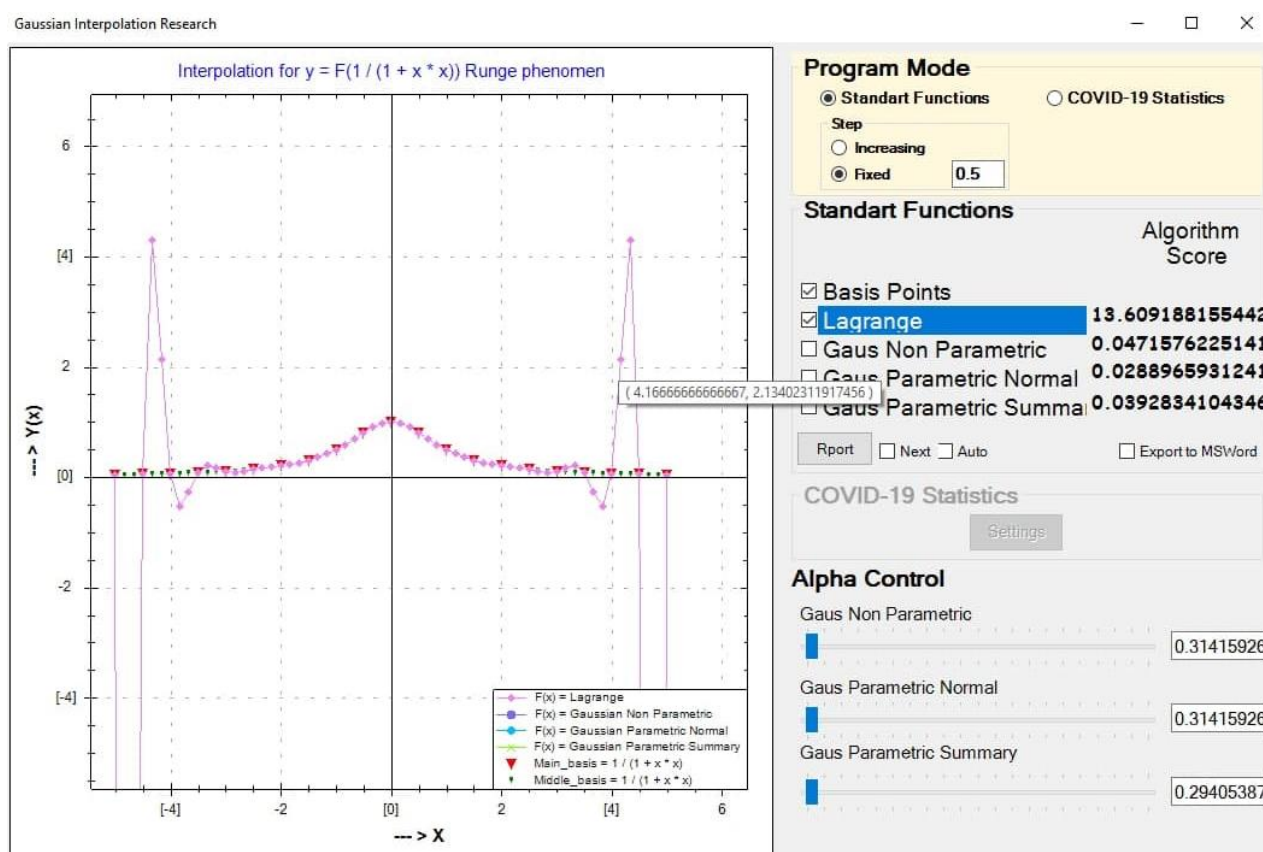 Gaussian Interpolation Research
Interpolation for y = F(1 / (1 + x * x)) Runge phenomen
6
[4]
2
[0]
-2
[-4]
---> Y(x)
[-4]
-2
[0]
2
[4]
6
---> X
F(x) = Lagrange
F(x) = Gaussian Non Parametric
F(x) = Gaussian Parametric Normal
F(x) = Gaussian Parametric Summary
Main_basis = 1 / (1 + x * x)
Middle_basis = 1 / (1 + x * x)
( 4.16666666666667, 2.13402311917456 )
Program Mode
Standart Functions
COVID-19 Statistics
Step
Increasing
Fixed 0.5
Standart Functions
Algorithm
Score
Basis Points
Lagrange 13.609188155442
Gaus Non Parametric 0.0471576225141
Gaus Parametric Normal 0.0288965931241
Gaus Parametric Summa 0.0392834104346
Rport Next Auto Export to MSWord
COVID-19 Statistics
Settings
Alpha Control
Gaus Non Parametric
0.31415926
Gaus Parametric Normal
0.31415926
Gaus Parametric Summary
0.29405387